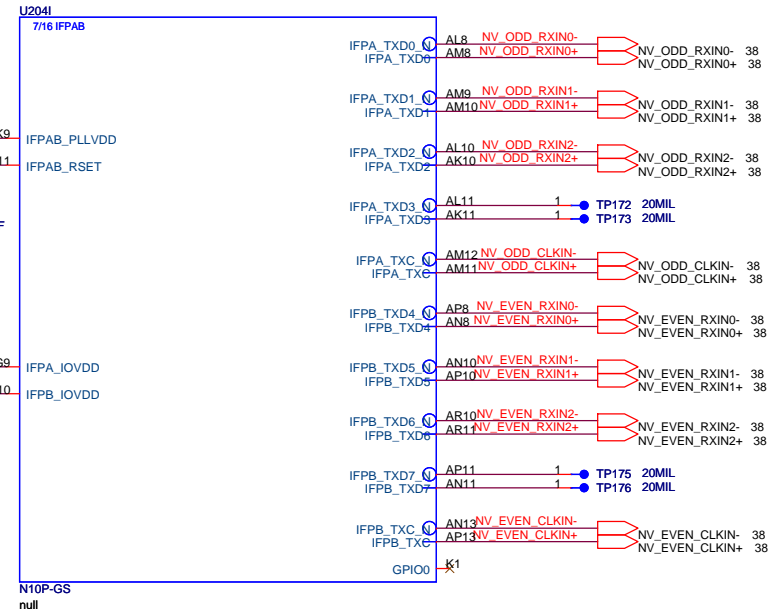 U204I
7/16 IFPAB
IFPA_TXD0_N AL8 NV_ODD_RXIN0- NV_ODD_RXIN0- 38
IFPA_TXD0 AM8 NV_ODD_RXIN0+ NV_ODD_RXIN0+ 38
IFPA_TXD1_N AM9 NV_ODD_RXIN1- NV_ODD_RXIN1- 38
IFPA_TXD1 AM10 NV_ODD_RXIN1+ NV_ODD_RXIN1+ 38
IFPAB_PLLVDD
IFPA_TXD2_N AL10 NV_ODD_RXIN2- NV_ODD_RXIN2- 38
IFPAB_RSET
IFPA_TXD2 AK10 NV_ODD_RXIN2+ NV_ODD_RXIN2+ 38
IFPA_TXD3_N AL11 1 TP172 20MIL
IFPA_TXD3 AK11 1 TP173 20MIL
IFPA_TXC_N AM12 NV_ODD_CLKIN- NV_ODD_CLKIN- 38
IFPA_TXC AM11 NV_ODD_CLKIN+ NV_ODD_CLKIN+ 38
IFPB_TXD4_N AP8 NV_EVEN_RXIN0- NV_EVEN_RXIN0- 38
IFPB_TXD4 AN8 NV_EVEN_RXIN0+ NV_EVEN_RXIN0+ 38
IFPA_IOVDD
IFPB_TXD5_N AN10 NV_EVEN_RXIN1- NV_EVEN_RXIN1- 38
IFPB_TXD5 AP10 NV_EVEN_RXIN1+ NV_EVEN_RXIN1+ 38
IFPB_IOVDD
IFPB_TXD6_N AR10 NV_EVEN_RXIN2- NV_EVEN_RXIN2- 38
IFPB_TXD6 AR11 NV_EVEN_RXIN2+ NV_EVEN_RXIN2+ 38
IFPB_TXD7_N AP11 1 TP175 20MIL
IFPB_TXD7 AN11 1 TP176 20MIL
IFPB_TXC_N AN13 NV_EVEN_CLKIN- NV_EVEN_CLKIN- 38
IFPB_TXC AP13 NV_EVEN_CLKIN+ NV_EVEN_CLKIN+ 38
GPIO0 K1
N10P-GS
null